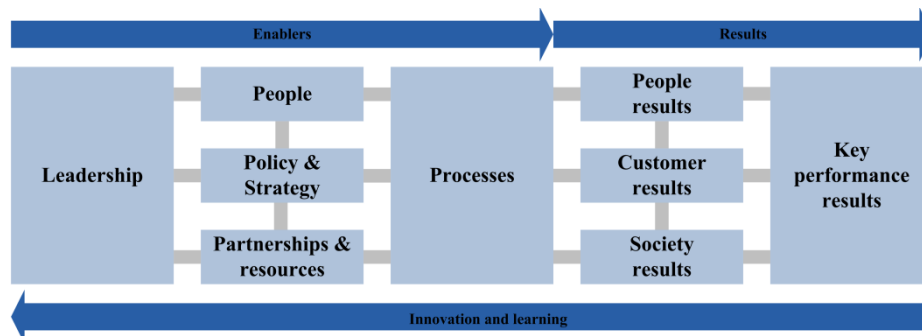 Enablers
Results
Leadership
People
Policy &
Strategy
Partnerships &
resources
Processes
People
results
Customer
results
Society
results
Key
performance
results
Innovation and learning